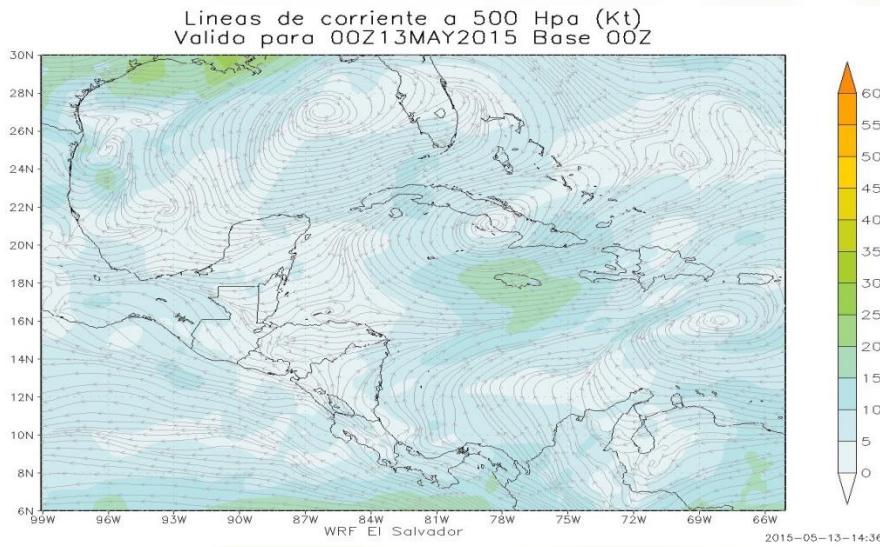 Lineas de corriente a 500 Hpa (Kt)
Valido para 00Z13MAY2015 Base 00Z
30N
28N
26N
24N
22N
20N
18N
16N
14N
12N
10N
8N
6N
99W 96W 93W 90W 87W 84W 81W 78W 75W 72W 69W 66W
60
55
50
45
40
35
30
25
20
15
10
5
0
WRF El Salvador
2015-05-13-14:36